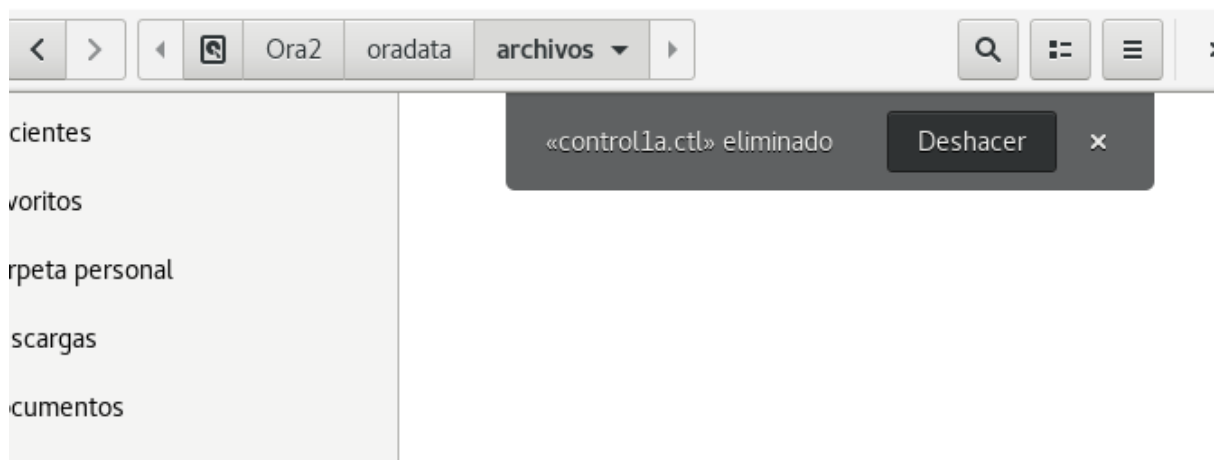 Ora2 oradata archivos
cientes
«control1a.ctl» eliminado Deshacer
voritos
rpeta personal
scargas
cumentos